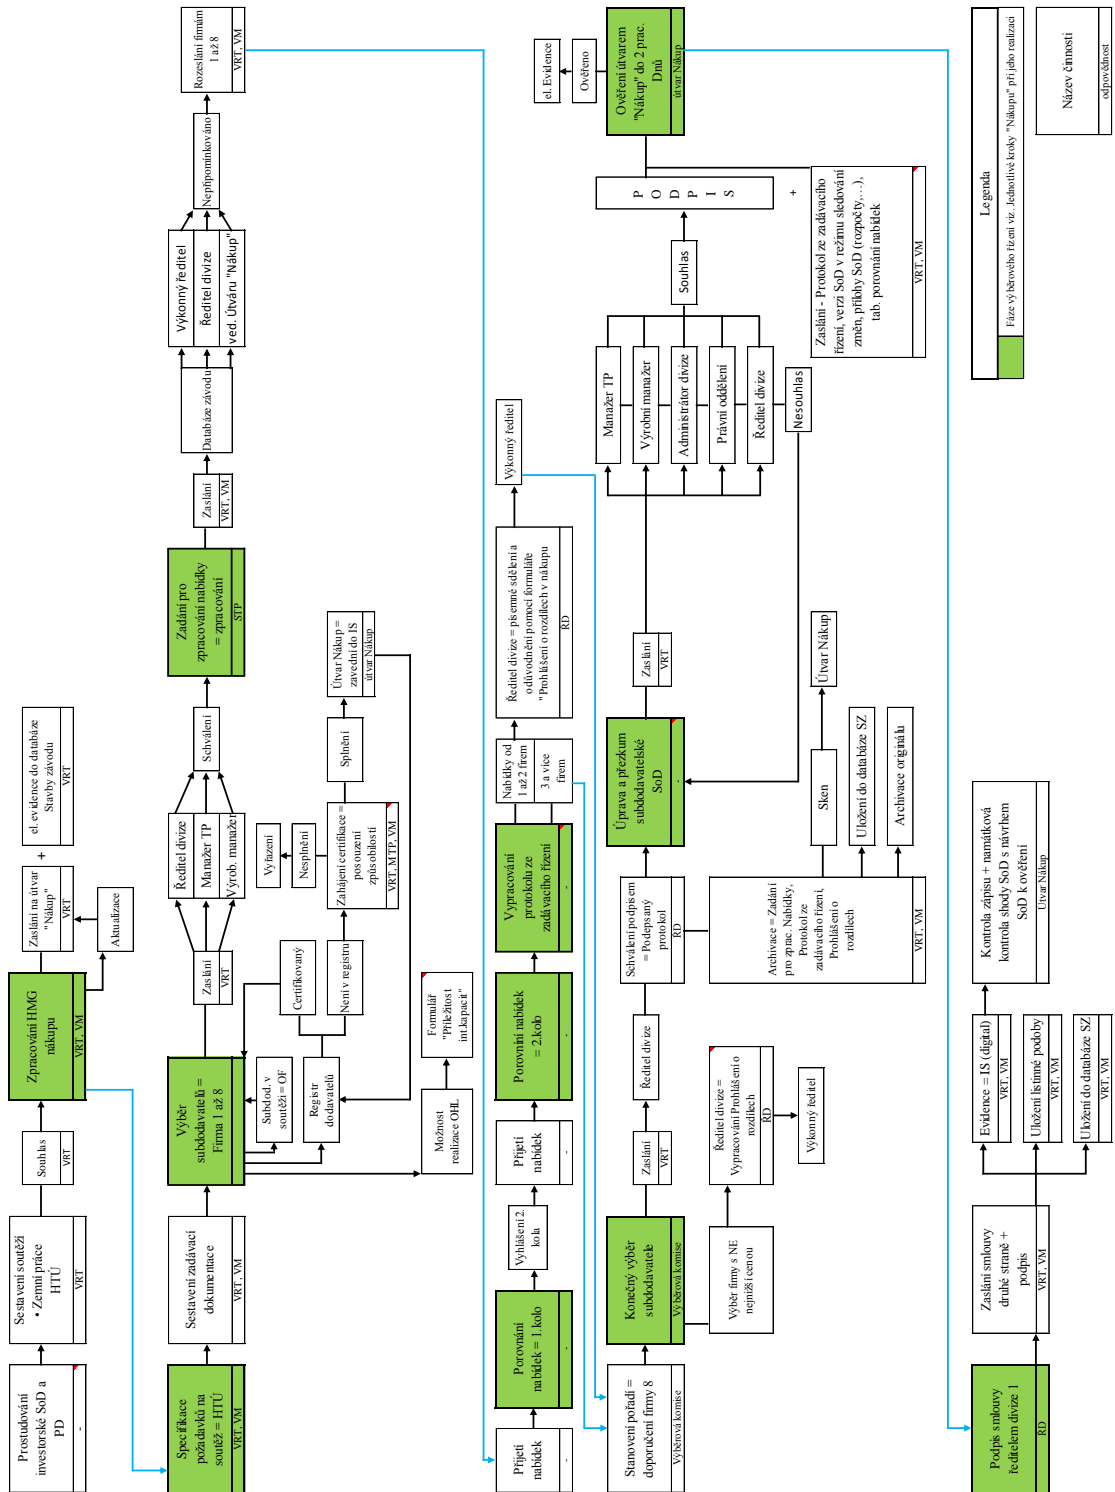 Prostudování
investorské SoD a
PD
-
Sestavení soutěží
• Zemní práce
HTÚ
VRT
Souhlas
VRT
Zpracování HMG
nákupu
VRT, VM
Zaslání na útvar
"Nákup"
VRT
+
el. evidence do databáze
Stavby závodu
VRT
Aktualizace
Specifikace
požadavků na
soutěž = HTÚ
VRT, VM
Sestavení zadávací
dokumentace
VRT, VM
Výběr
subdodavatelů =
Firma 1 až 8
Zaslání
VRT
Ředitel divize
Manažer TP
Výrob. manažer
Schválení
Zadání pro
zpracování nabídky
= zpracování
STP
Zaslání
VRT, VM
Databáze závodu
Výkonný ředitel
Ředitel divize
ved. Útváru "Nákup"
Nepřipomínkováno
Rozeslání firmám
1 až 8
VRT, VM
Subdod. v
soutěži = OF
Registr
dodavatelů
Certifikovaný
Není v registru
Zahájení certifikace =
posouzení
způsobilostí
VRT, MTP, VM
Nesplnění
Vyřazení
Splnění
Útvar Nákup =
zavední do IS
útvar Nákup
Možnost
realizace OHL
Formulář
"Příležitost
int.kapacit"
Přijetí
nabídek
-
Porovnání
nabídek = 1.kolo
-
Vyhlášení 2.
kola
Přijetí
nabídek
-
Porovníní nabídek
= 2.kolo
-
Vypracování
protokolu ze
zadávacího řízení
-
Nabídky od
1 až 2 firem
3 a více
firem
Ředitel divize = písemné sdělení a
odůvodnění pomocí formuláře
"Prohlášení o rozdílech v nákupu
ŘD
Výkonný ředitel
Stanovení pořadí =
doporučení firmy 8
Výběrová komise
Konečný výběr
subdodavatele
Výběrová komise
Zaslání
VRT
Ředitel divize
Schválení podpisem
= Podepsaný
protokol
ŘD
Úprava a přezkum
subdodavatelské
SoD
-
Zaslání
VRT
Manažer TP
Výrobní manažer
Administrátor divize
Právní oddělení
Ředitel divize
Nesouhlas
Souhlas
P
O
D
P
I
S
+
Zaslání - Protokol ze zadávacího
řízení, verzi SoD v režimu sledování
změn, přílohy SoD (rozpočty,…),
tab. porovnání nabídek
VRT, VM
Ověření útvarem
"Nákup" do 2 prac.
Dnů
útvar Nákup
Ověřeno
el. Evidence
Výběr firmy s NE
nejnižší cenou
Ředitel divize =
Vypracování Prohlášení o
rozdílech
ŘD
Výkonný ředitel
Archivace = Zadání
pro zprac. Nabídky,
Protokol ze
zadávacího řízení,
Prohlášení o
rozdílech
VRT, VM
Sken
Útvar Nákup
Uložení do databáze SZ
Archivace originálu
Podpis smlouvy
ředitelem divize 1
ŘD
Zaslání smlouvy
druhé straně +
podpis
VRT, VM
Evidence = IS (digital)
VRT, VM
Uložení listinné podoby
VRT, VM
Uložení do databáze SZ
VRT, VM
Kontrola zápisu + namátková
kontrola shody SoD s návrhem
SoD k ověření
Útvar Nákup
Legenda
Fáze výběrového řízení viz. Jednotlivé kroky "Nákupu" při jeho realizaci
Název činnosti
odpovědnost